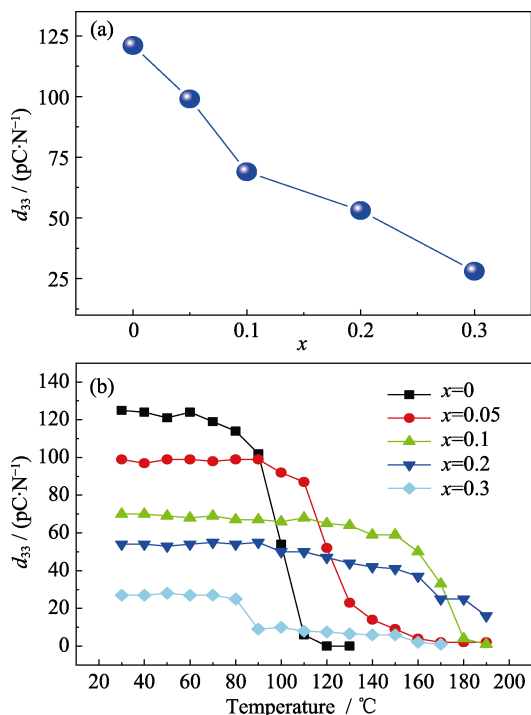 (a)
125
100
75
50
25
d₃₃ / (pC·N⁻¹)
0 0.1 0.2 0.3
x
(b)
140
120
100
80
60
40
20
0
d₃₃ / (pC·N⁻¹)
x=0
x=0.05
x=0.1
x=0.2
x=0.3
20 40 60 80 100 120 140 160 180 200
Temperature / ℃